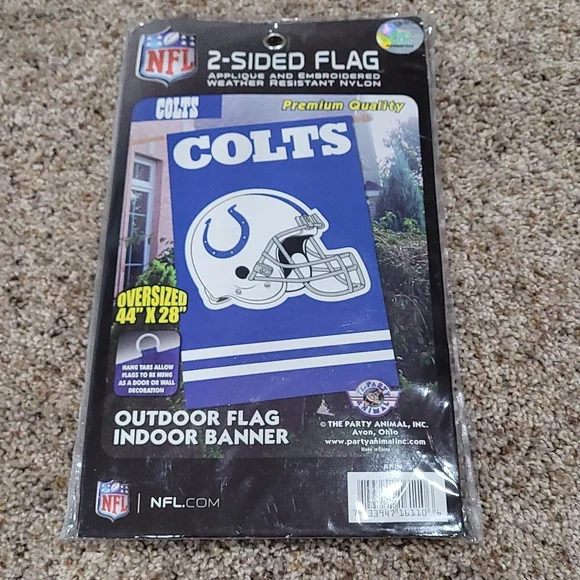 NFL
2-SIDED FLAG
APPLIQUE AND EMBROIDERED
WEATHER RESISTANT NYLON
COLTS
Premium Quality
COLTS
OVERSIZED
44" X 28"
HANG TABS ALLOW
FLAGS TO BE HUNG
AS A DOOR OR WALL
DECORATION
OUTDOOR FLAG
INDOOR BANNER
PARTY
ANIMAL
© THE PARTY ANIMAL, INC.
Avon, Ohio
www.partyanimalinc.com
Made in China
NFL
NFL.COM